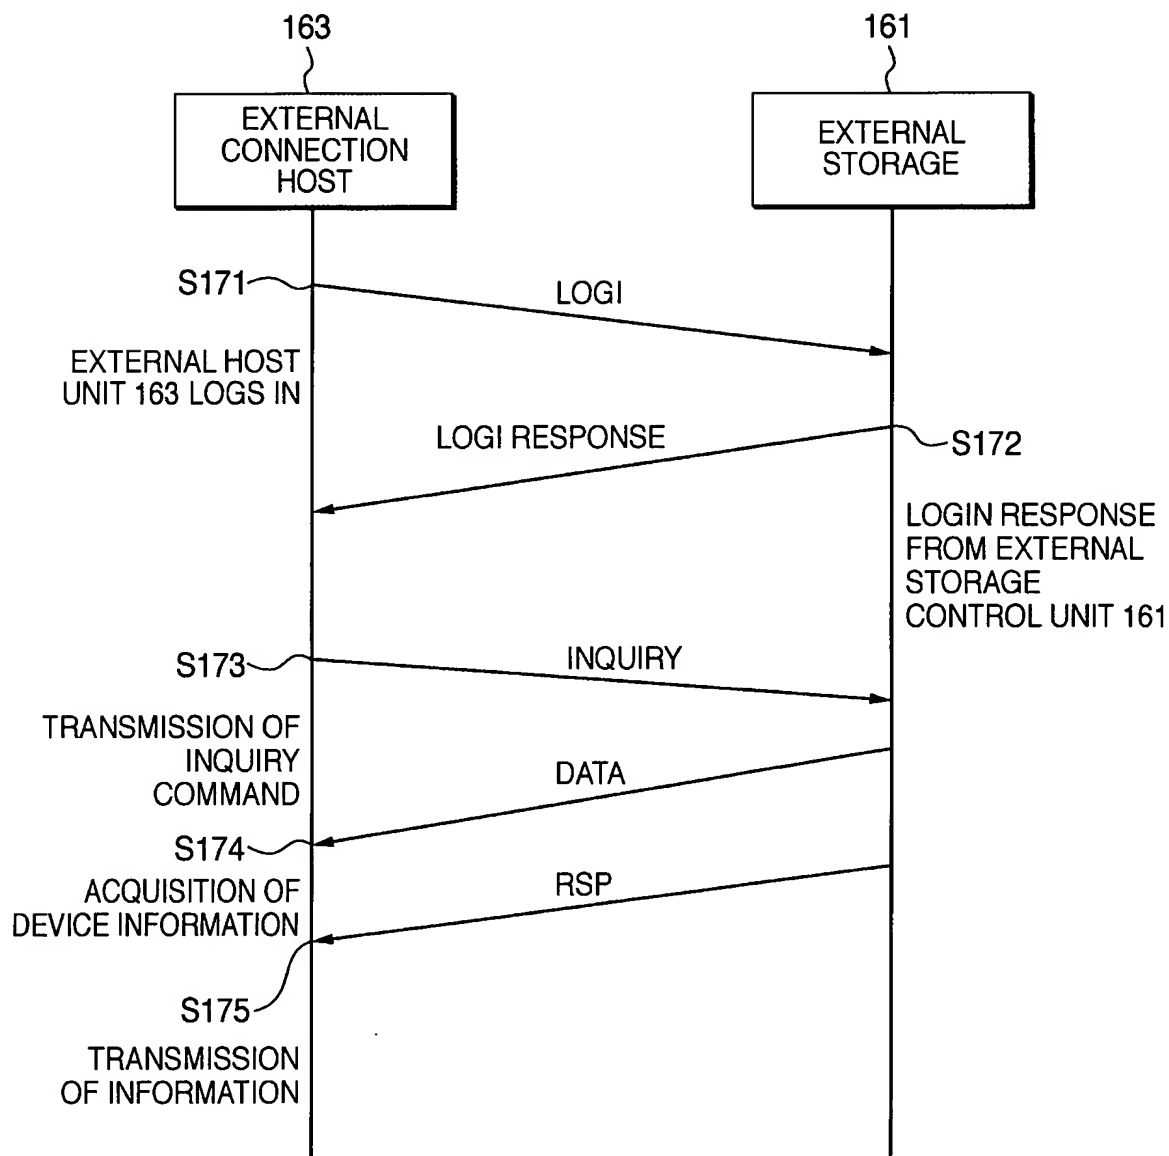 163
161
EXTERNAL
CONNECTION
HOST
EXTERNAL
STORAGE
S171
LOGI
EXTERNAL HOST
UNIT 163 LOGS IN
LOGI RESPONSE
S172
LOGIN RESPONSE
FROM EXTERNAL
STORAGE
CONTROL UNIT 161
S173
INQUIRY
TRANSMISSION OF
INQUIRY
COMMAND
DATA
S174
ACQUISITION OF
DEVICE INFORMATION
RSP
S175
TRANSMISSION
OF INFORMATION